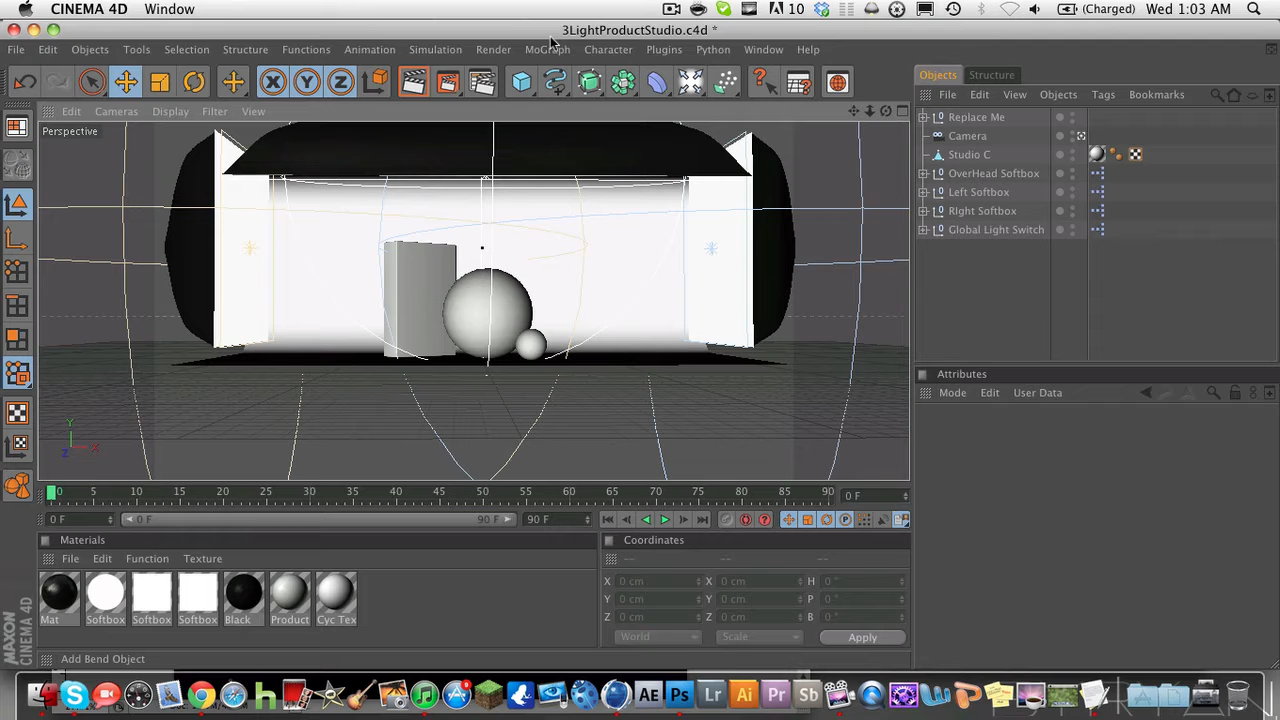 CINEMA 4D Window 10 (Charged) Wed 1:03 AM
3LightProductStudio.c4d *
File Edit Objects Tools Selection Structure Functions Animation Simulation Render MoGraph Character Plugins Python Window Help
X Y Z
Objects Structure
File Edit View Objects Tags Bookmarks
Edit Cameras Display Filter View
Perspective
Replace Me
Camera
Studio C
OverHead Softbox
Left Softbox
RIght Softbox
Global Light Switch
Y
Z X
Attributes
Mode Edit User Data
0 5 10 15 20 25 30 35 40 45 50 55 60 65 70 75 80 85 90 0 F
0 F 0 F 90 F 90 F
Materials
File Edit Function Texture
Mat Softbox Softbox Softbox Black Product Cyc Tex
Coordinates
-- -- --
X 0 cm X 0 cm H 0 °
Y 0 cm Y 0 cm P 0 °
Z 0 cm Z 0 cm B 0 °
World Scale Apply
MAXON
CINEMA 4D
Add Bend Object
h AE Ps Lr Ai Pr Sb W P